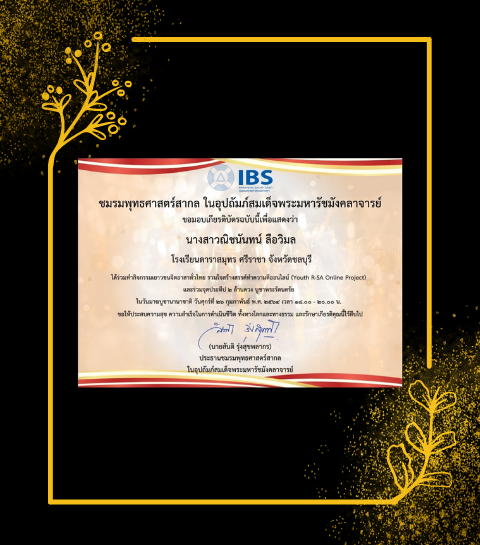 IBS
ชมรมพุทธศาสตร์สากล ในอุปถัมภ์สมเด็จพระมหารัชมังคลาจารย์
ขอมอบเกียรติบัตรฉบับนี้เพื่อแสดงว่า
นางสาวณิชนันทน์ ลือวิมล
โรงเรียนดาราสมุทร ศรีราชา จังหวัดชลบุรี
ได้ร่วมทำกิจกรรมเยาวชนจิตอาสาทั่วไทย รวมใจสร้างสรรค์ทำความดีออนไลน์ (Youth R-SA Online Project)
และร่วมจุดประทีป ๒ ล้านดวง บูชาพระรัตนตรัย
ในวันมาฆบูชานานาชาติ วันศุกร์ที่ ๒๖ กุมภาพันธ์ พ.ศ. ๒๕๖๔ เวลา ๑๘.๐๐ - ๒๐.๐๐ น.
ขอให้ประสบความสุข ความสำเร็จในการดำเนินชีวิต ทั้งทางโลกและทางธรรม และรักษาเกียรติคุณนี้ไว้สืบไป
(นายสันติ รุ่งสุขพลากร)
ประธานชมรมพุทธศาสตร์สากล
ในอุปถัมภ์สมเด็จพระมหารัชมังคลาจารย์